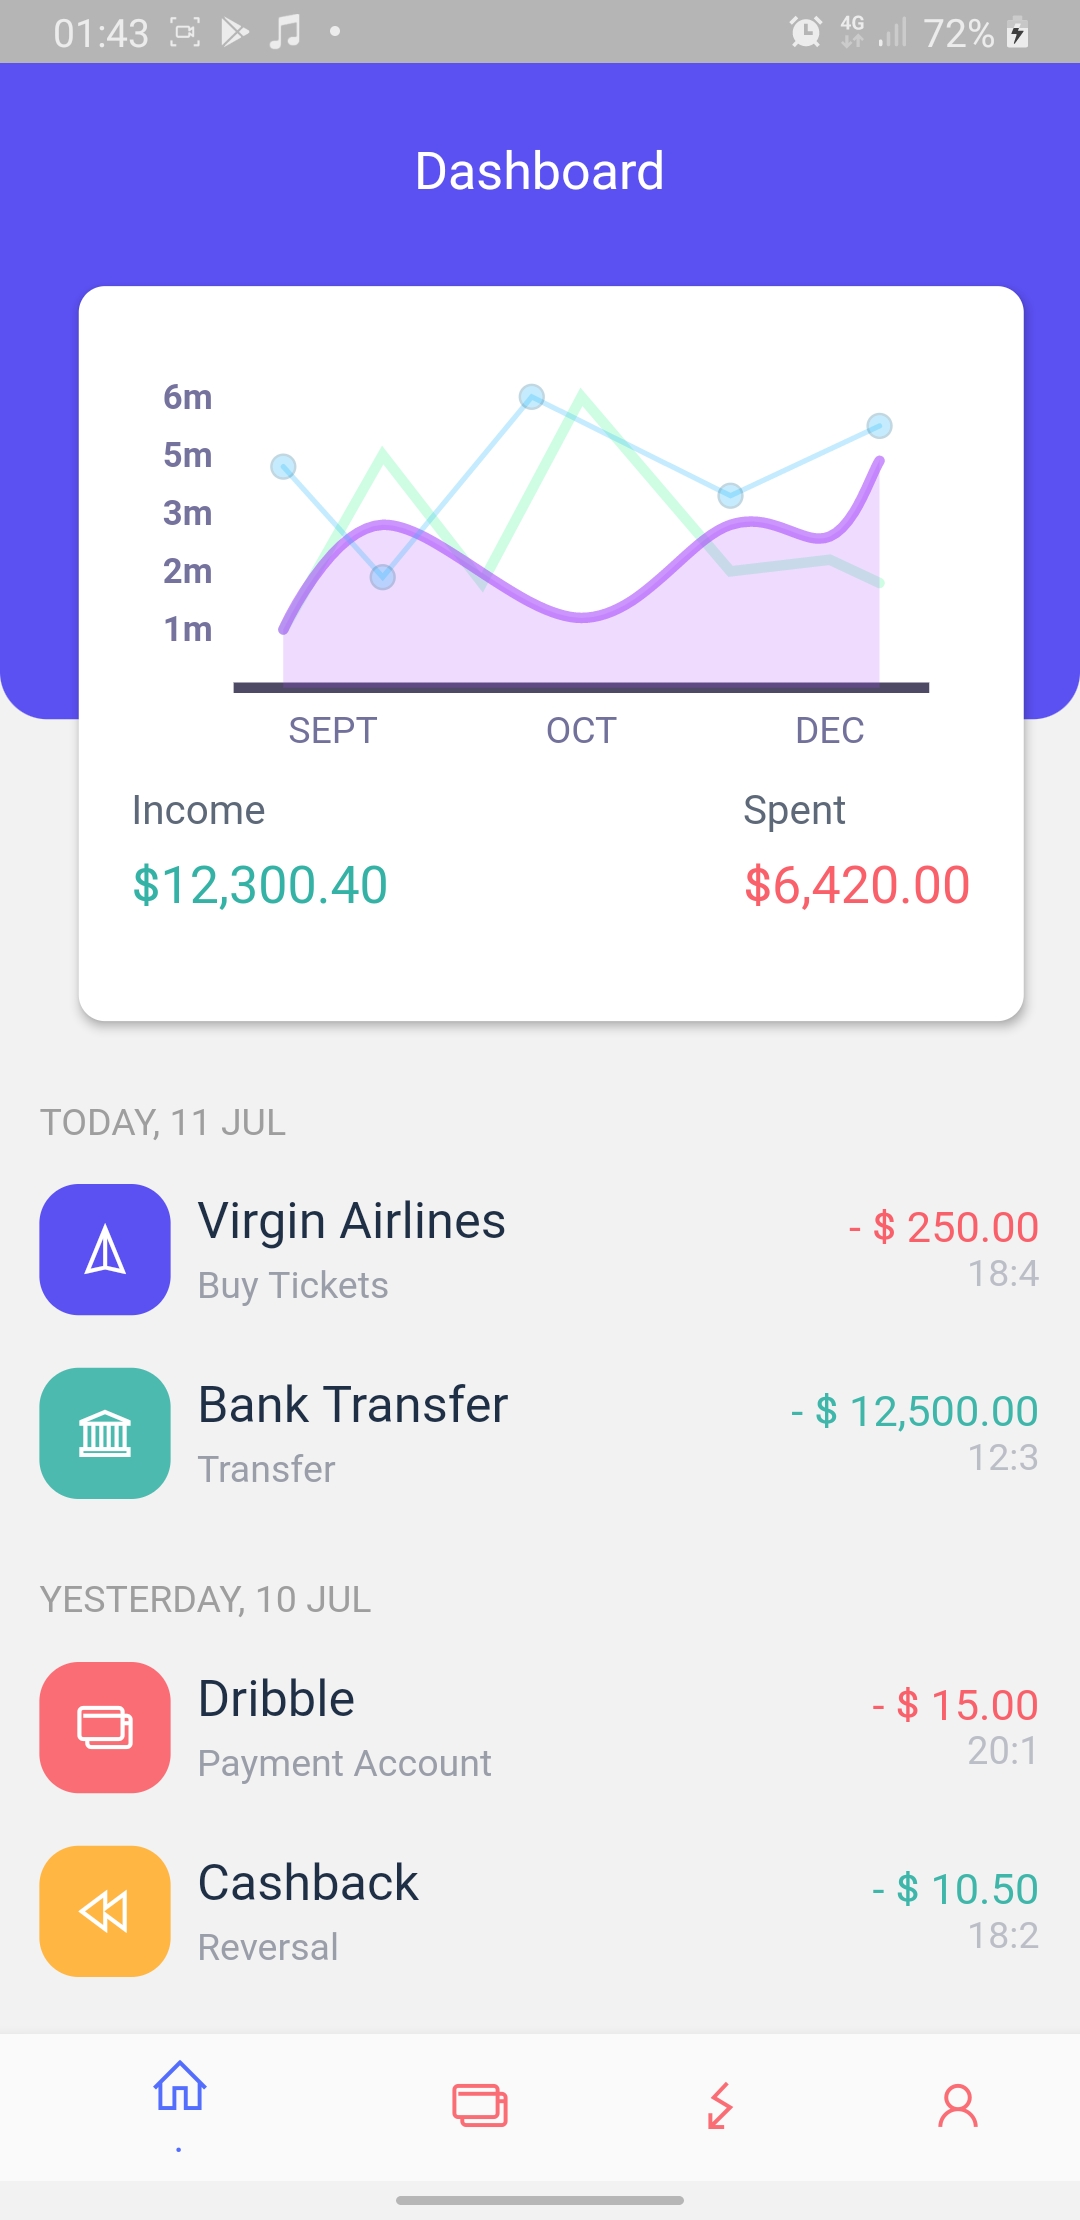 01:43
4G
72%
Dashboard
6m
5m
3m
2m
1m
SEPT OCT DEC
Income Spent
$12,300.40 $6,420.00
TODAY, 11 JUL
Virgin Airlines
- $ 250.00
Buy Tickets
18:4
Bank Transfer
- $ 12,500.00
Transfer
12:3
YESTERDAY, 10 JUL
Dribble
- $ 15.00
Payment Account
20:1
Cashback
- $ 10.50
Reversal
18:2